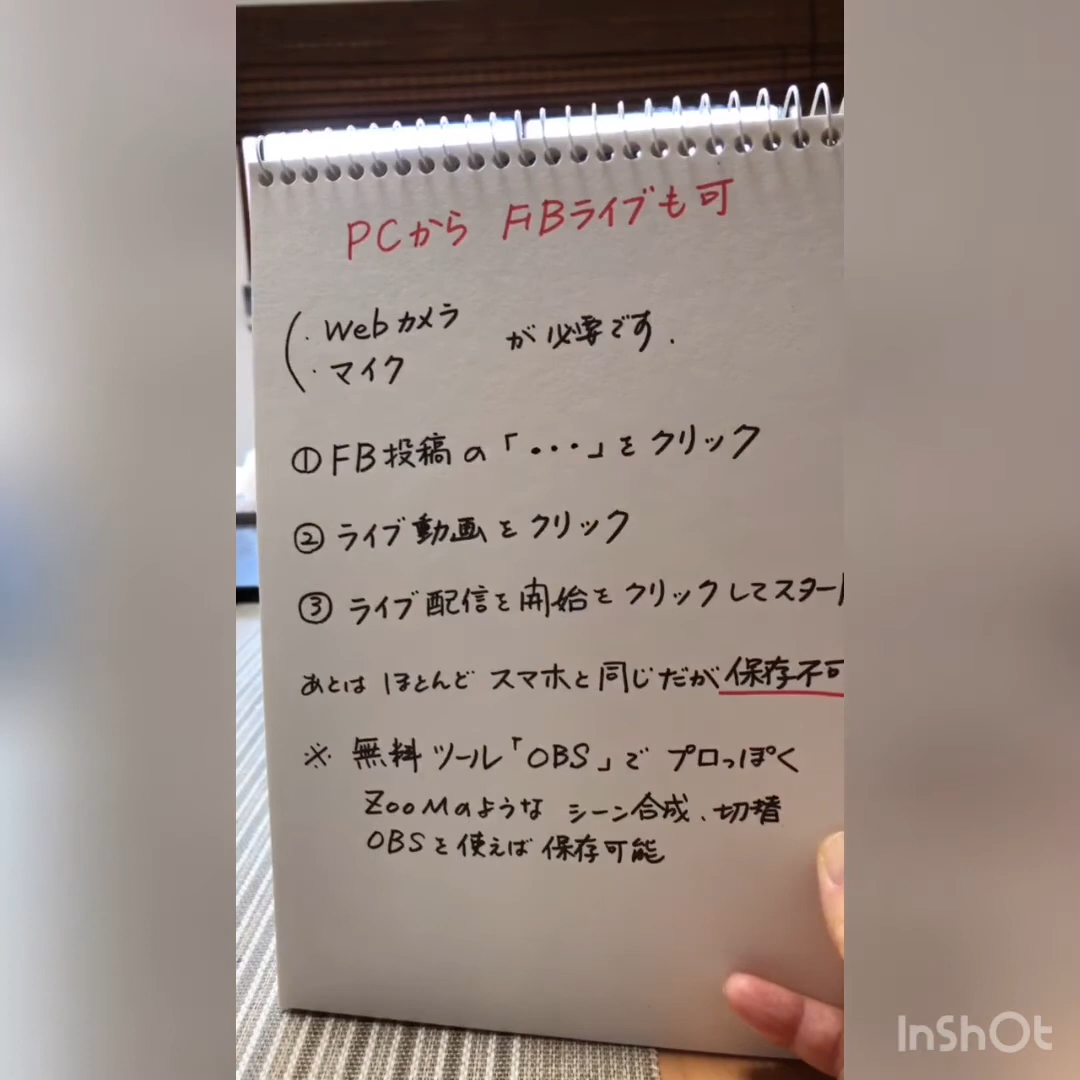 PCから FBライブも可
・Webカメラ
・マイク
が必要です.
① FB投稿の「・・・」をクリック
② ライブ動画をクリック
③ ライブ配信を開始をクリックしてスター
あとは ほとんど スマホと同じだが保存不可
※ 無料ツール「OBS」で プロっぽく
ZooMのような シーン合成、切替
OBSを使えば保存可能
InShOt